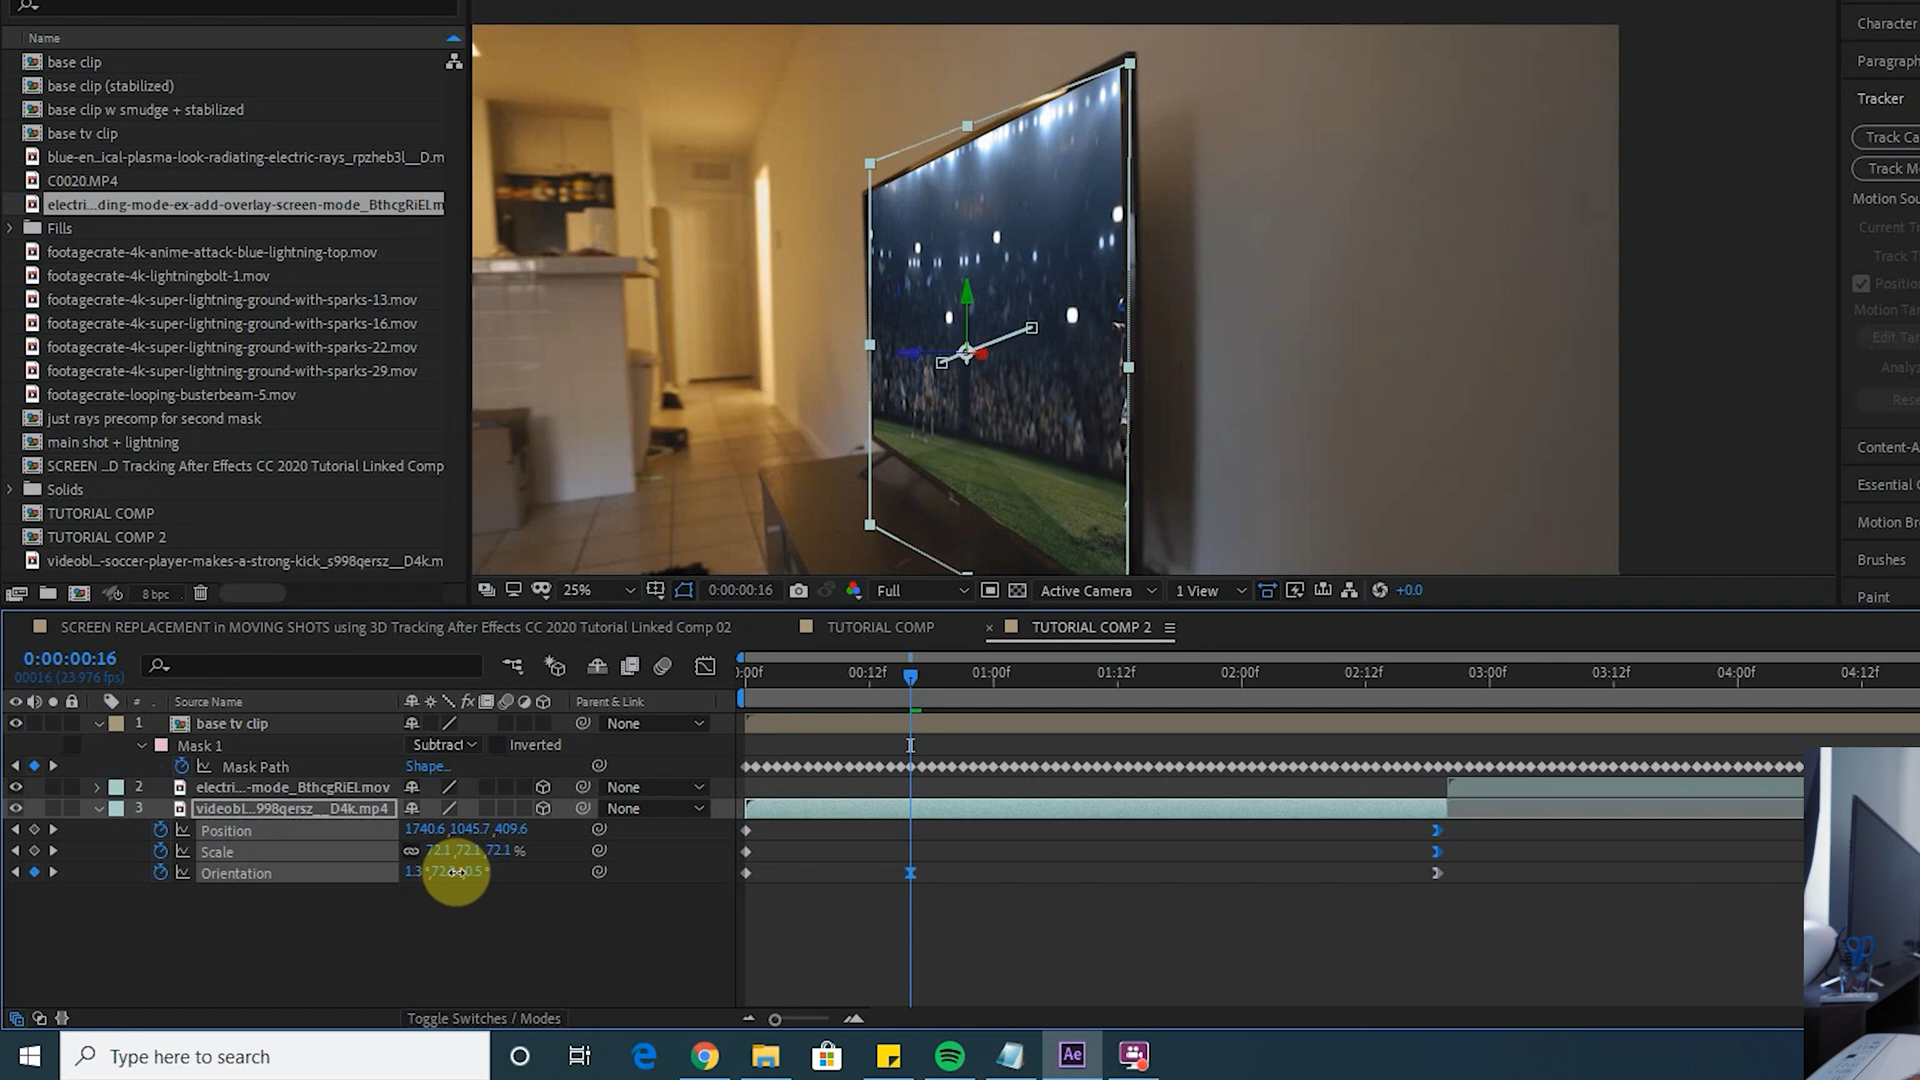 Name
base clip
base clip (stabilized)
base clip w smudge + stabilized
base tv clip
blue-en..ical-plasma-look-radiating-electric-rays_rpzheb3l__D.m
C0020.MP4
electri...ding-mode-ex-add-overlay-screen-mode_BthcgRiEL.m
Fills
footagecrate-4k-anime-attack-blue-lightning-top.mov
footagecrate-4k-lightningbolt-1.mov
footagecrate-4k-super-lightning-ground-with-sparks-13.mov
footagecrate-4k-super-lightning-ground-with-sparks-16.mov
footagecrate-4k-super-lightning-ground-with-sparks-22.mov
footagecrate-4k-super-lightning-ground-with-sparks-29.mov
footagecrate-looping-busterbeam-5.mov
just rays precomp for second mask
main shot + lightning
SCREEN ..D Tracking After Effects CC 2020 Tutorial Linked Comp
Solids
TUTORIAL COMP
TUTORIAL COMP 2
videobl...-soccer-player-makes-a-strong-kick_s998qersz__D4k.m
8 bpc
25%
0:00:00:16
Full
Active Camera
1 View
+0.0
Character
Paragraph
Tracker
Track Ca
Track M
Motion Sou
Current Tr
Track T
Positio
Motion Tar
Edit Tar
Analyz
Rese
Content-A
Essential G
Motion Br
Brushes
Paint
SCREEN REPLACEMENT in MOVING SHOTS using 3D Tracking After Effects CC 2020 Tutorial Linked Comp 02
TUTORIAL COMP
× TUTORIAL COMP 2
0:00:00:16
00016 (23.976 fps)
:00f 00:12f 01:00f 01:12f 02:00f 02:12f 03:00f 03:12f 04:00f 04:12f
# Source Name fx Parent & Link
1 base tv clip None
Mask 1 Subtract Inverted
Mask Path Shape...
2 electri...-mode_BthcgRiEL.mov None
3 videobl...998qersz__D4k.mp4 None
Position 1740.6,1045.7,409.6
Scale 72.1,72.1,72.1 %
Orientation
Toggle Switches / Modes
Type here to search
Ae